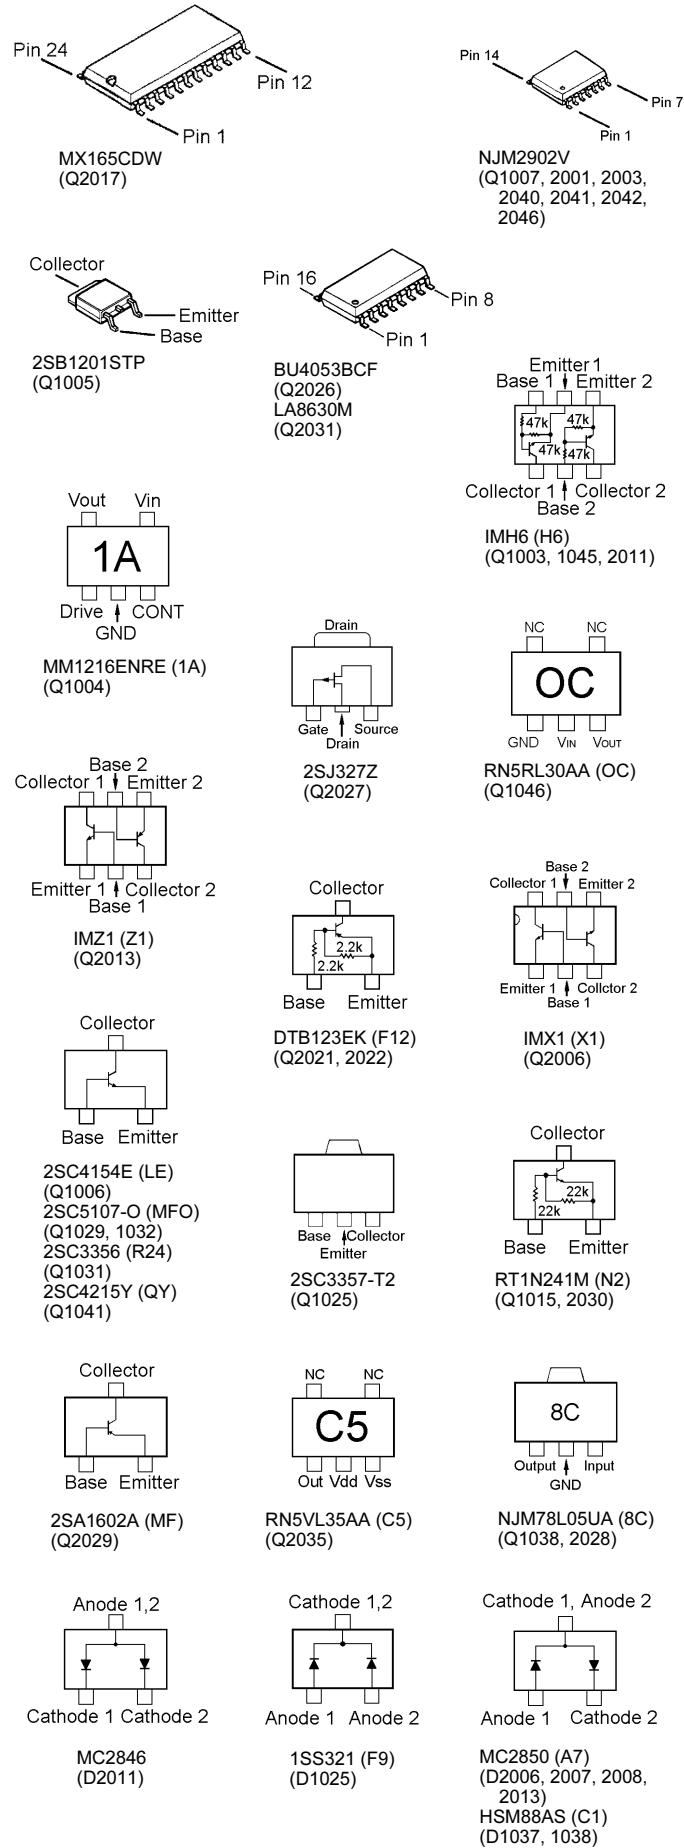 Pin 24
Pin 12
Pin 1
MX165CDW
(Q2017)
Pin 14
Pin 7
Pin 1
NJM2902V
(Q1007, 2001, 2003,
2040, 2041, 2042,
2046)
Collector
Emitter
Base
2SB1201STP
(Q1005)
Pin 16
Pin 8
Pin 1
BU4053BCF
(Q2026)
LA8630M
(Q2031)
Emitter 1
Base 1 Emitter 2
47k 47k
47k 47k
Collector 1 Collector 2
Base 2
IMH6 (H6)
(Q1003, 1045, 2011)
Vout Vin
1A
Drive CONT
GND
MM1216ENRE (1A)
(Q1004)
Drain
Gate Source
Drain
2SJ327Z
(Q2027)
NC NC
OC
GND VIN VOUT
RN5RL30AA (OC)
(Q1046)
Base 2
Collector 1 Emitter 2
Emitter 1 Collector 2
Base 1
IMZ1 (Z1)
(Q2013)
Collector
2.2k
2.2k
Base Emitter
DTB123EK (F12)
(Q2021, 2022)
Base 2
Collector 1 Emitter 2
Emitter 1 Collctor 2
Base 1
IMX1 (X1)
(Q2006)
Collector
Base Emitter
2SC4154E (LE)
(Q1006)
2SC5107-O (MFO)
(Q1029, 1032)
2SC3356 (R24)
(Q1031)
2SC4215Y (QY)
(Q1041)
Base Collector
Emitter
2SC3357-T2
(Q1025)
Collector
22k
22k
Base Emitter
RT1N241M (N2)
(Q1015, 2030)
Collector
Base Emitter
2SA1602A (MF)
(Q2029)
NC NC
C5
Out Vdd Vss
RN5VL35AA (C5)
(Q2035)
8C
Output Input
GND
NJM78L05UA (8C)
(Q1038, 2028)
Anode 1,2
Cathode 1 Cathode 2
MC2846
(D2011)
Cathode 1,2
Anode 1 Anode 2
1SS321 (F9)
(D1025)
Cathode 1, Anode 2
Anode 1 Cathode 2
MC2850 (A7)
(D2006, 2007, 2008,
2013)
HSM88AS (C1)
(D1037, 1038)